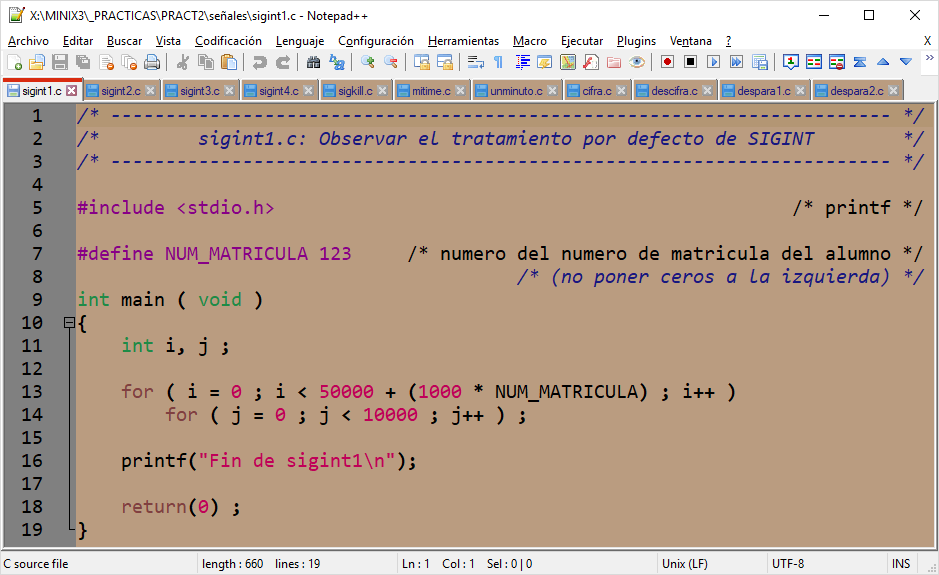 X:\MINIX3\_PRACTICAS\PRACT2\señales\sigint1.c - Notepad++
Archivo Editar Buscar Vista Codificación Lenguaje Configuración Herramientas Macro Ejecutar Plugins Ventana ? X
sigint1.c sigint2.c sigint3.c sigint4.c sigkill.c mitime.c unminuto.c cifra.c descifra.c despara1.c despara2.c
1 /* ----------------------------------------------------------------------- */
2 /*         sigint1.c: Observar el tratamiento por defecto de SIGINT        */
3 /* ----------------------------------------------------------------------- */
4
5 #include <stdio.h>                                               /* printf */
6
7 #define NUM_MATRICULA 123     /* numero del numero de matricula del alumno */
8                                         /* (no poner ceros a la izquierda) */
9 int main ( void )
10 {
11     int i, j ;
12
13     for ( i = 0 ; i < 50000 + (1000 * NUM_MATRICULA) ; i++ )
14         for ( j = 0 ; j < 10000 ; j++ ) ;
15
16     printf("Fin de sigint1\n");
17
18     return(0) ;
19 }
C source file length : 660 lines : 19 Ln : 1 Col : 1 Sel : 0 | 0 Unix (LF) UTF-8 INS